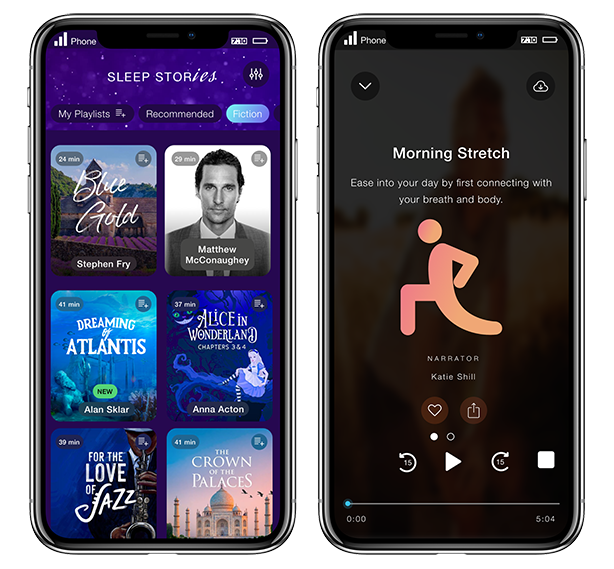 Phone
7:10
SLEEP STORies
My Playlists
Recommended
Fiction
24 min
Blue
Gold
Stephen Fry
29 min
Matthew
McConaughey
41 min
DREAMING
of
ATLANTIS
NEW
Alan Sklar
37 min
ALICE IN
WONDERLAND
CHAPTERS 3&4
Anna Acton
39 min
FOR THE
LOVE
OF
JAZZ
41 min
THE
CROWN
OF THE
PALACES
Phone
7:10
Morning Stretch
Ease into your day by first connecting with
your breath and body.
NARRATOR
Katie Shill
15
15
0:00
5:04